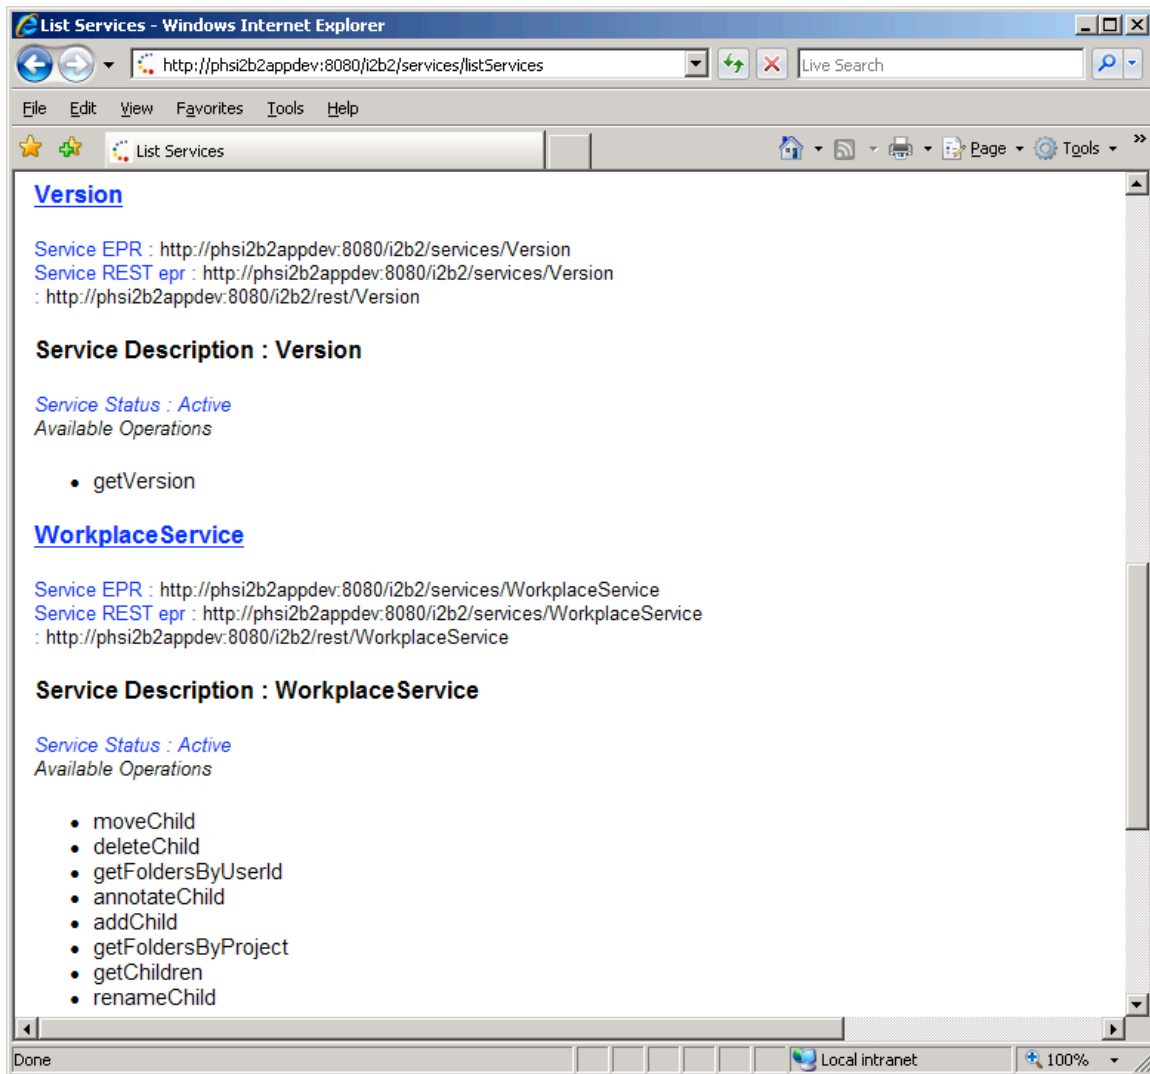 List Services - Windows Internet Explorer
http://phsi2b2appdev:8080/i2b2/services/listServices
Live Search
File Edit View Favorites Tools Help
List Services
Page Tools »
Version
Service EPR : http://phsi2b2appdev:8080/i2b2/services/Version
Service REST epr : http://phsi2b2appdev:8080/i2b2/services/Version
: http://phsi2b2appdev:8080/i2b2/rest/Version
Service Description : Version
Service Status : Active
Available Operations
• getVersion
WorkplaceService
Service EPR : http://phsi2b2appdev:8080/i2b2/services/WorkplaceService
Service REST epr : http://phsi2b2appdev:8080/i2b2/services/WorkplaceService
: http://phsi2b2appdev:8080/i2b2/rest/WorkplaceService
Service Description : WorkplaceService
Service Status : Active
Available Operations
• moveChild
• deleteChild
• getFoldersByUserId
• annotateChild
• addChild
• getFoldersByProject
• getChildren
• renameChild
Done
Local intranet
100%